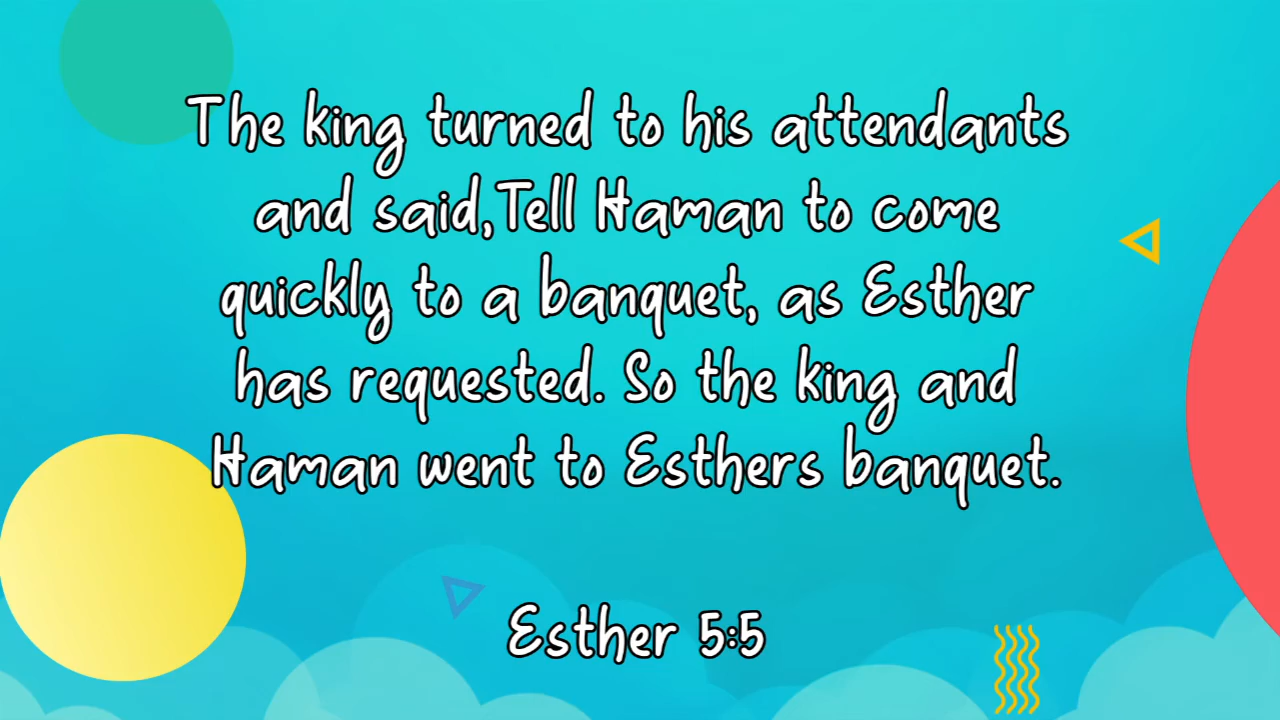 The king turned to his attendants
and said,Tell Haman to come
quickly to a banquet, as Esther
has requested. So the king and
Haman went to Esthers banquet.
Esther 5:5